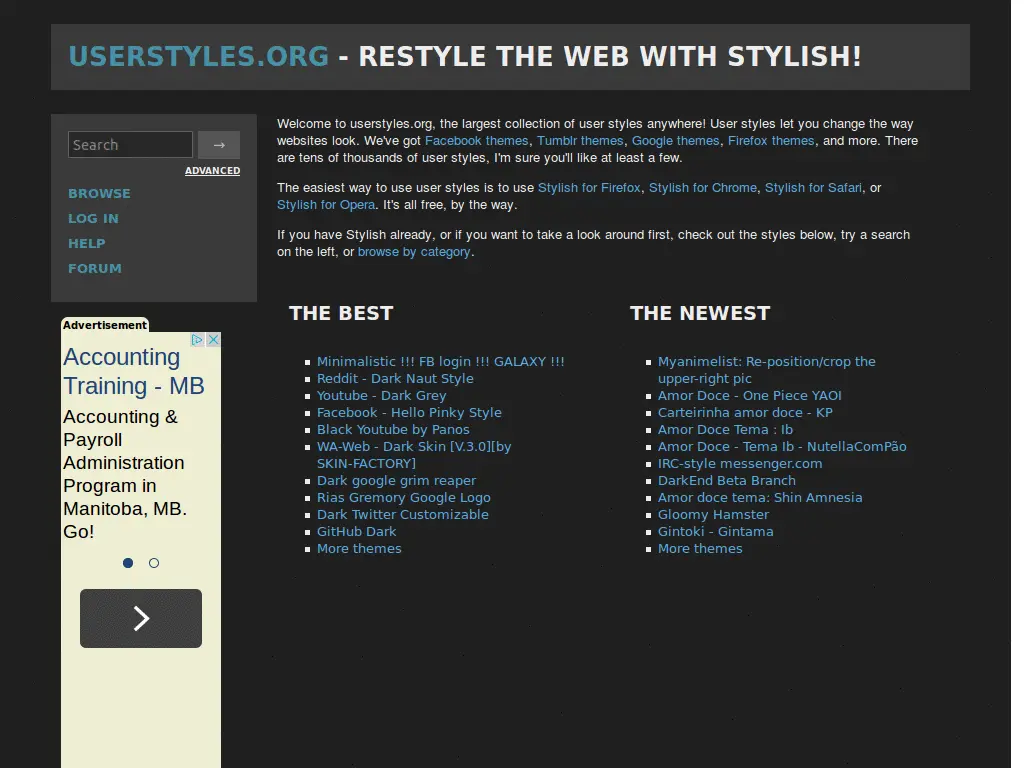 USERSTYLES.ORG - RESTYLE THE WEB WITH STYLISH!
Search
→
ADVANCED
BROWSE
LOG IN
HELP
FORUM
Advertisement
Accounting
Training - MB
Accounting &
Payroll
Administration
Program in
Manitoba, MB.
Go!
Welcome to userstyles.org, the largest collection of user styles anywhere! User styles let you change the way
websites look. We've got Facebook themes, Tumblr themes, Google themes, Firefox themes, and more. There
are tens of thousands of user styles, I'm sure you'll like at least a few.
The easiest way to use user styles is to use Stylish for Firefox, Stylish for Chrome, Stylish for Safari, or
Stylish for Opera. It's all free, by the way.
If you have Stylish already, or if you want to take a look around first, check out the styles below, try a search
on the left, or browse by category.
THE BEST
Minimalistic !!! FB login !!! GALAXY !!!
Reddit - Dark Naut Style
Youtube - Dark Grey
Facebook - Hello Pinky Style
Black Youtube by Panos
WA-Web - Dark Skin [V.3.0][by
SKIN-FACTORY]
Dark google grim reaper
Rias Gremory Google Logo
Dark Twitter Customizable
GitHub Dark
More themes
THE NEWEST
Myanimelist: Re-position/crop the
upper-right pic
Amor Doce - One Piece YAOI
Carteirinha amor doce - KP
Amor Doce Tema : Ib
Amor Doce - Tema Ib - NutellaComPão
IRC-style messenger.com
DarkEnd Beta Branch
Amor doce tema: Shin Amnesia
Gloomy Hamster
Gintoki - Gintama
More themes